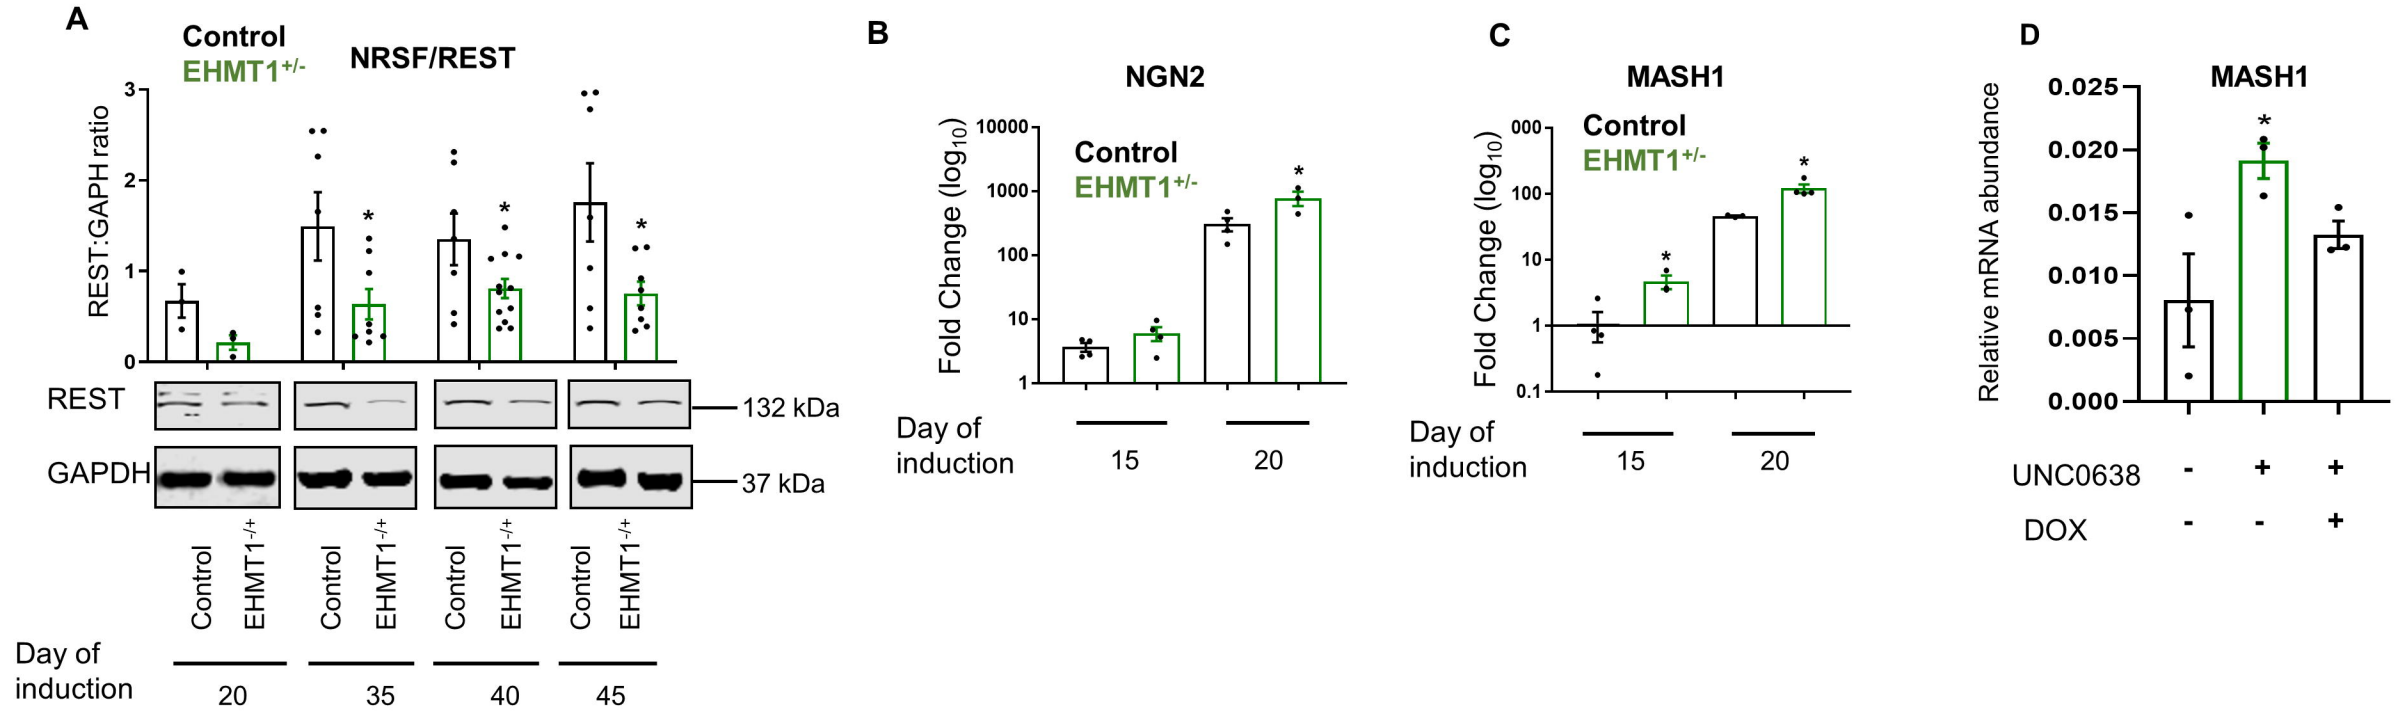 A
Control
EHMT1+/-
NRSF/REST
REST:GAPH ratio
3
2
1
0
*
*
*
REST
132 kDa
GAPDH
37 kDa
Control
EHMT1-/+
Control
EHMT1-/+
Control
EHMT1-/+
Control
EHMT1-/+
Day of
induction
20
35
40
45
B
NGN2
Control
EHMT1+/-
Fold Change (log10)
10000
1000
100
10
1
*
Day of
induction
15
20
C
MASH1
Control
EHMT1+/-
Fold Change (log10)
000
100
10
1
0.1
*
*
Day of
induction
15
20
D
MASH1
Relative mRNA abundance
0.025
0.020
0.015
0.010
0.005
0.000
*
UNC0638 - + +
DOX - - +